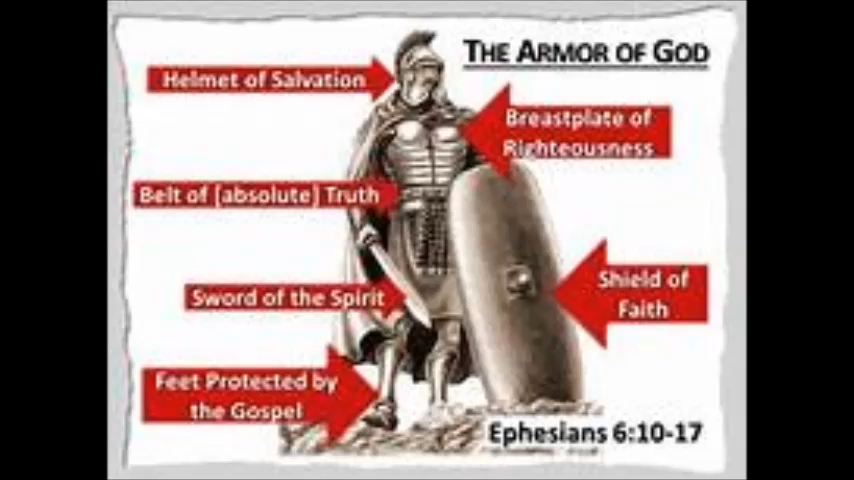 THE ARMOR OF GOD
Helmet of Salvation
Breastplate of
Righteousness
Belt of [absolute] Truth
Sword of the Spirit
Shield of
Faith
Feet Protected by
the Gospel
Ephesians 6:10-17